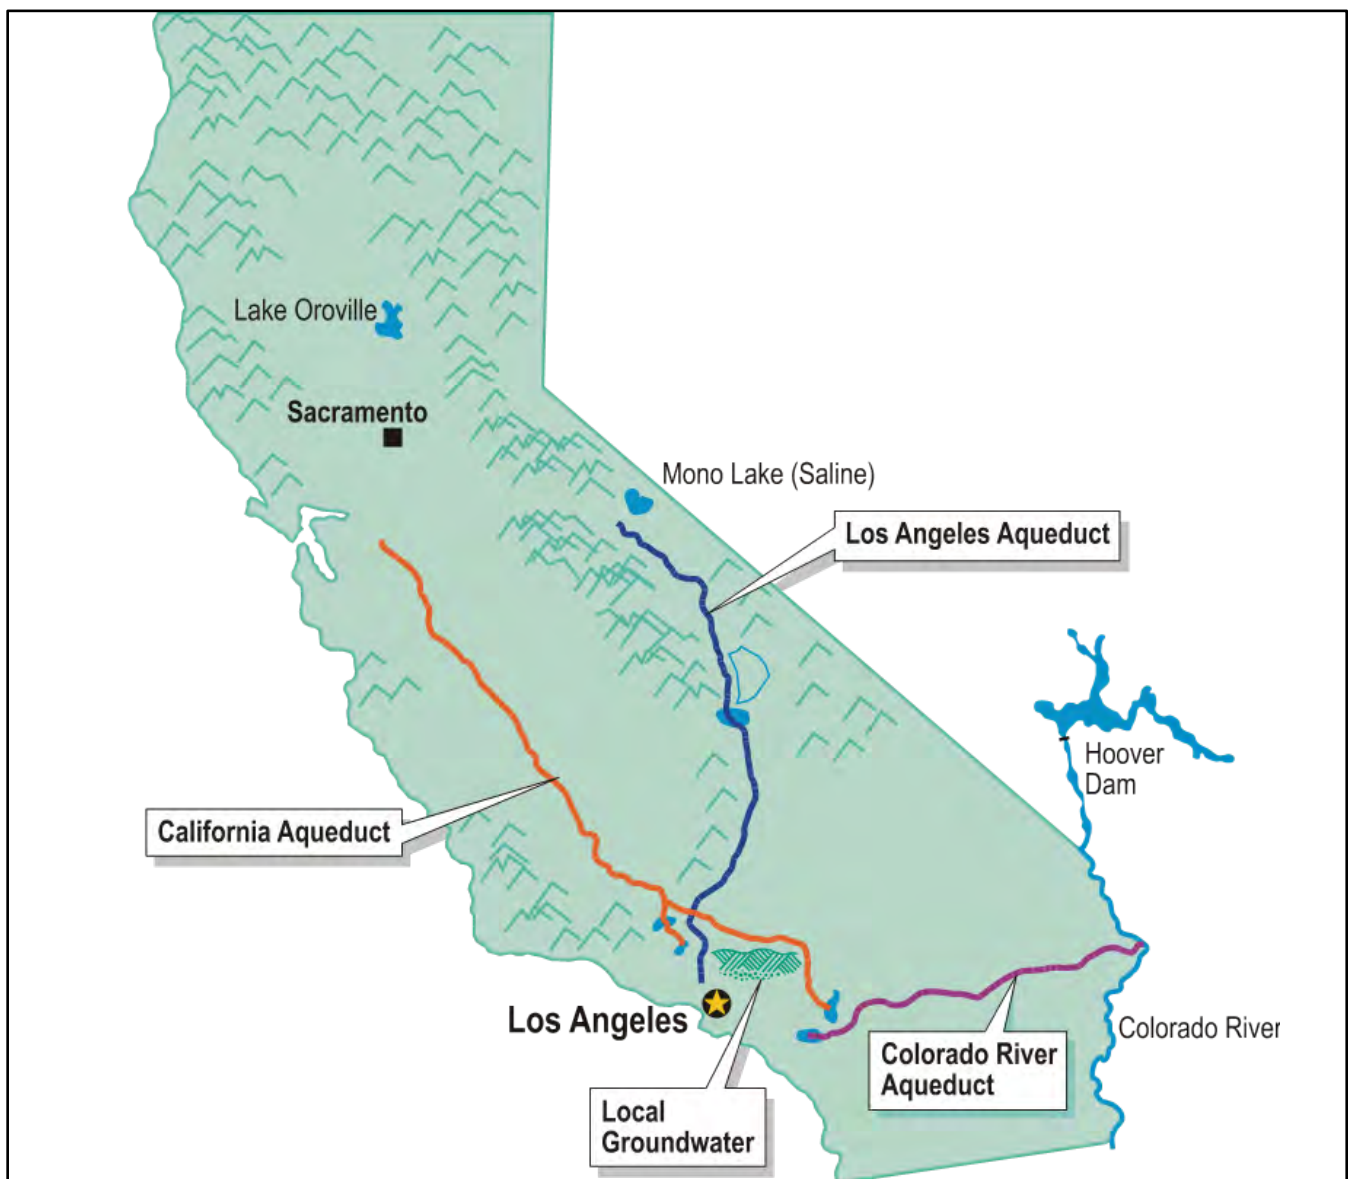 Lake Oroville
Sacramento
Mono Lake (Saline)
Los Angeles Aqueduct
Hoover
Dam
California Aqueduct
Los Angeles
Colorado River
Colorado River
Aqueduct
Local
Groundwater